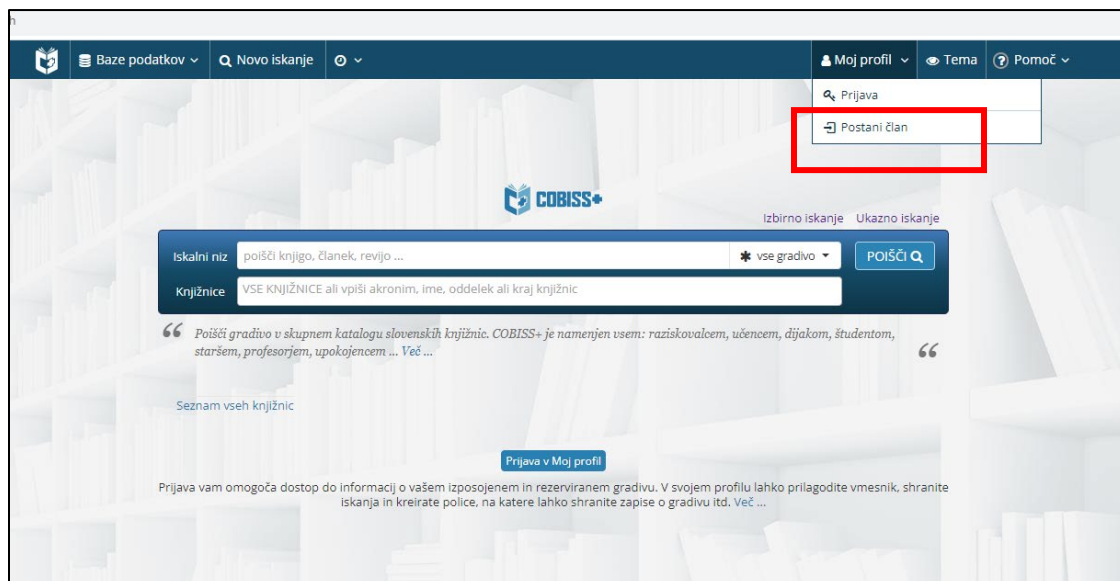 h
Baze podatkov
Novo iskanje
Moj profil
Tema
Pomoč
Prijava
Postani član
COBISS+
Izbirno iskanje Ukazno iskanje
Iskalni niz poišči knjigo, članek, revijo ... vse gradivo POIŠČI
Knjižnice VSE KNJIŽNICE ali vpiši akronim, ime, oddelek ali kraj knjižnic
Poišči gradivo v skupnem katalogu slovenskih knjižnic. COBISS+ je namenjen vsem: raziskovalcem, učencem, dijakom, študentom,
staršem, profesorjem, upokojencem ... Več ...
Seznam vseh knjižnic
Prijava v Moj profil
Prijava vam omogoča dostop do informacij o vašem izposojenem in rezerviranem gradivu. V svojem profilu lahko prilagodite vmesnik, shranite
iskanja in kreirate police, na katere lahko shranite zapise o gradivu itd. Več ...